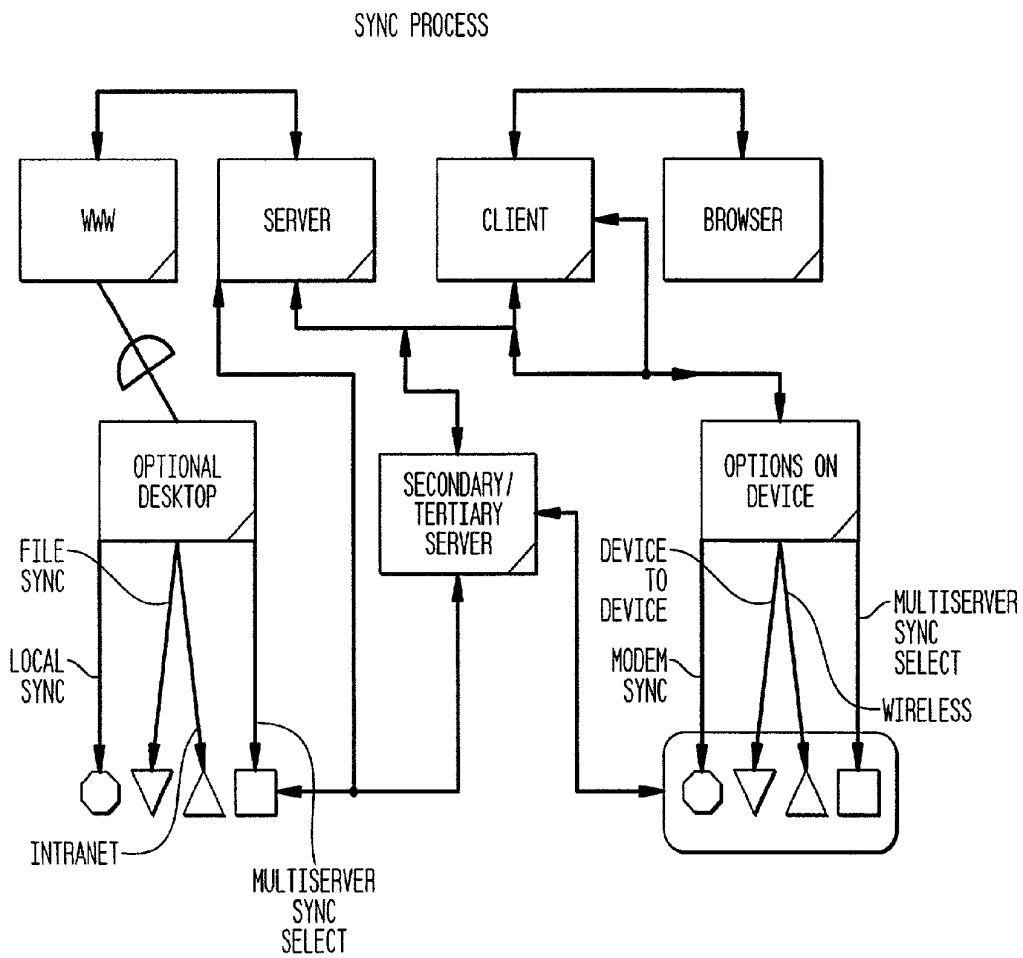 SYNC PROCESS
WWW
SERVER
CLIENT
BROWSER
OPTIONAL
DESKTOP
SECONDARY/
TERTIARY
SERVER
OPTIONS ON
DEVICE
FILE
SYNC
LOCAL
SYNC
INTRANET
MULTISERVER
SYNC
SELECT
DEVICE
TO
DEVICE
MODEM
SYNC
MULTISERVER
SYNC
SELECT
WIRELESS